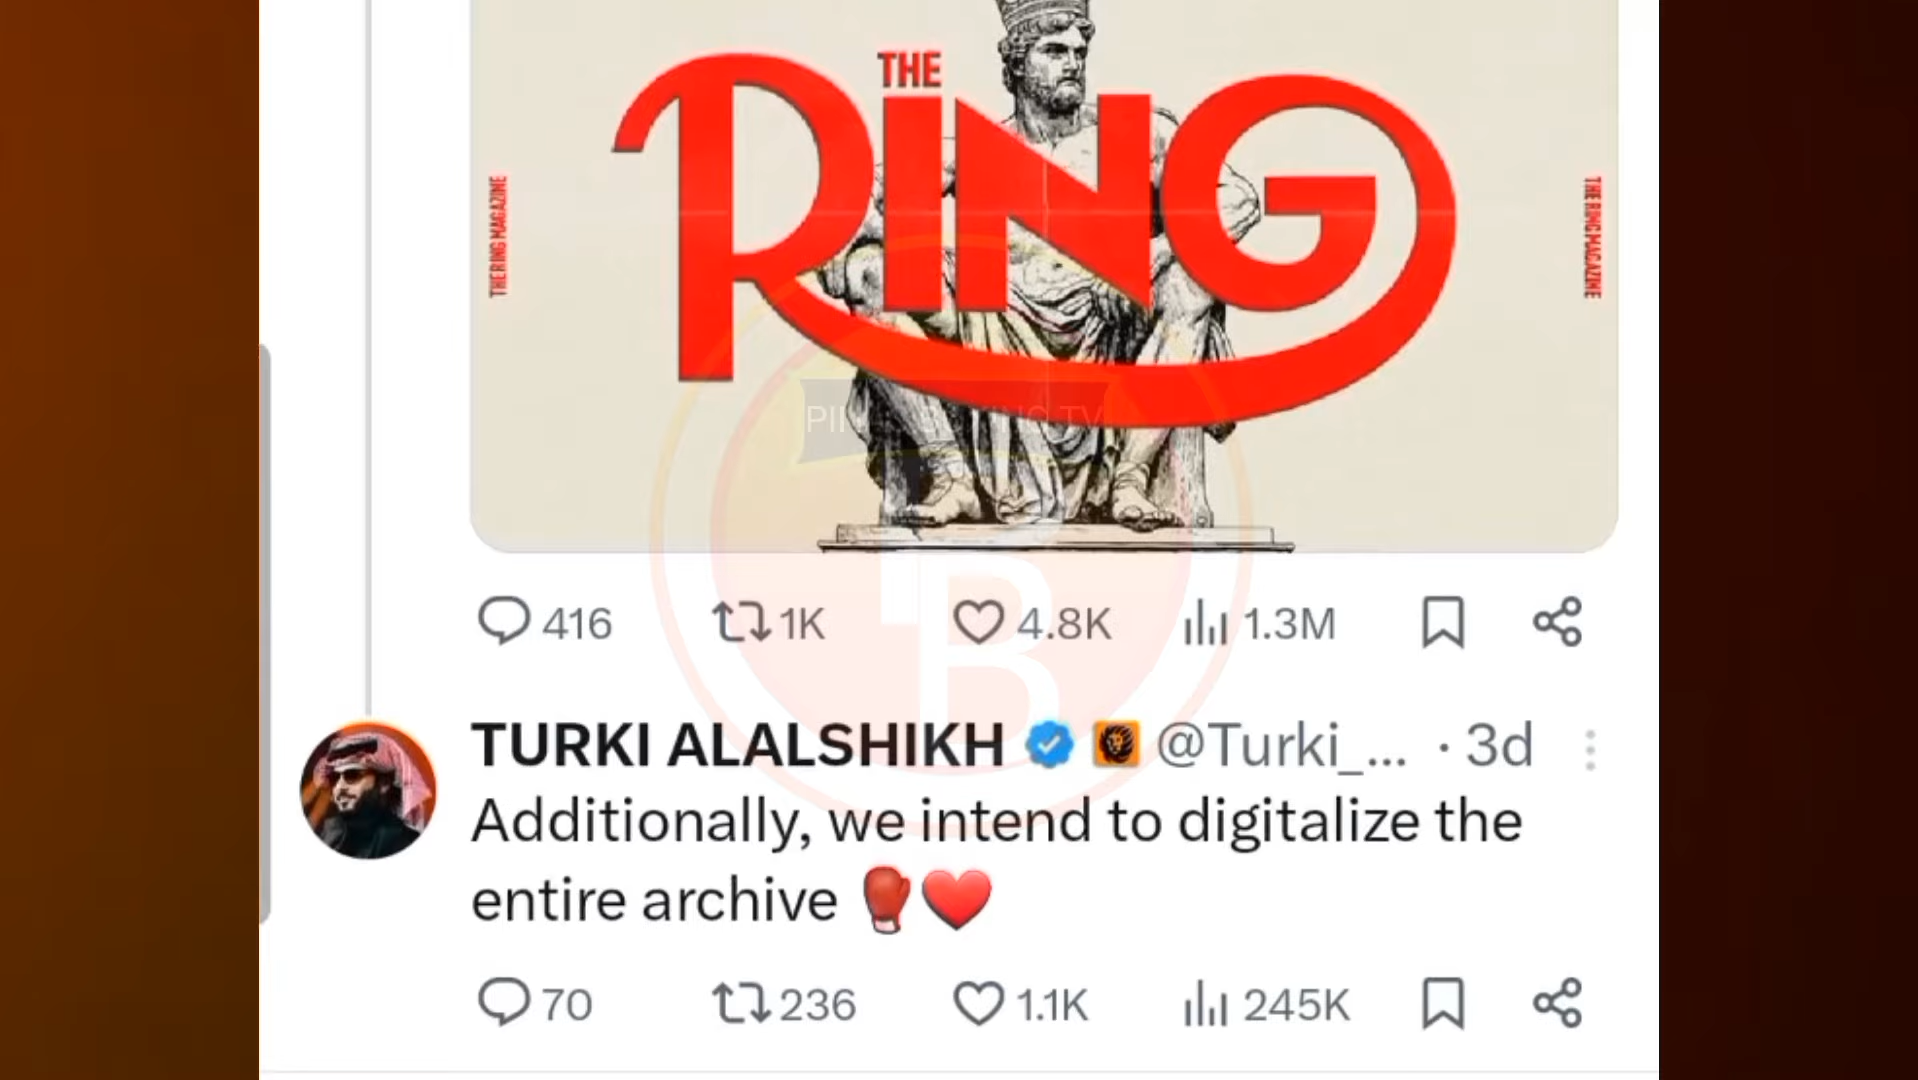 THE
RING
THE RING MAGAZINE
THE RING MAGAZINE
416 1K 4.8K 1.3M
TURKI ALALSHIKH @Turki_... · 3d
Additionally, we intend to digitalize the
entire archive 🥊❤️
70 236 1.1K 245K
B